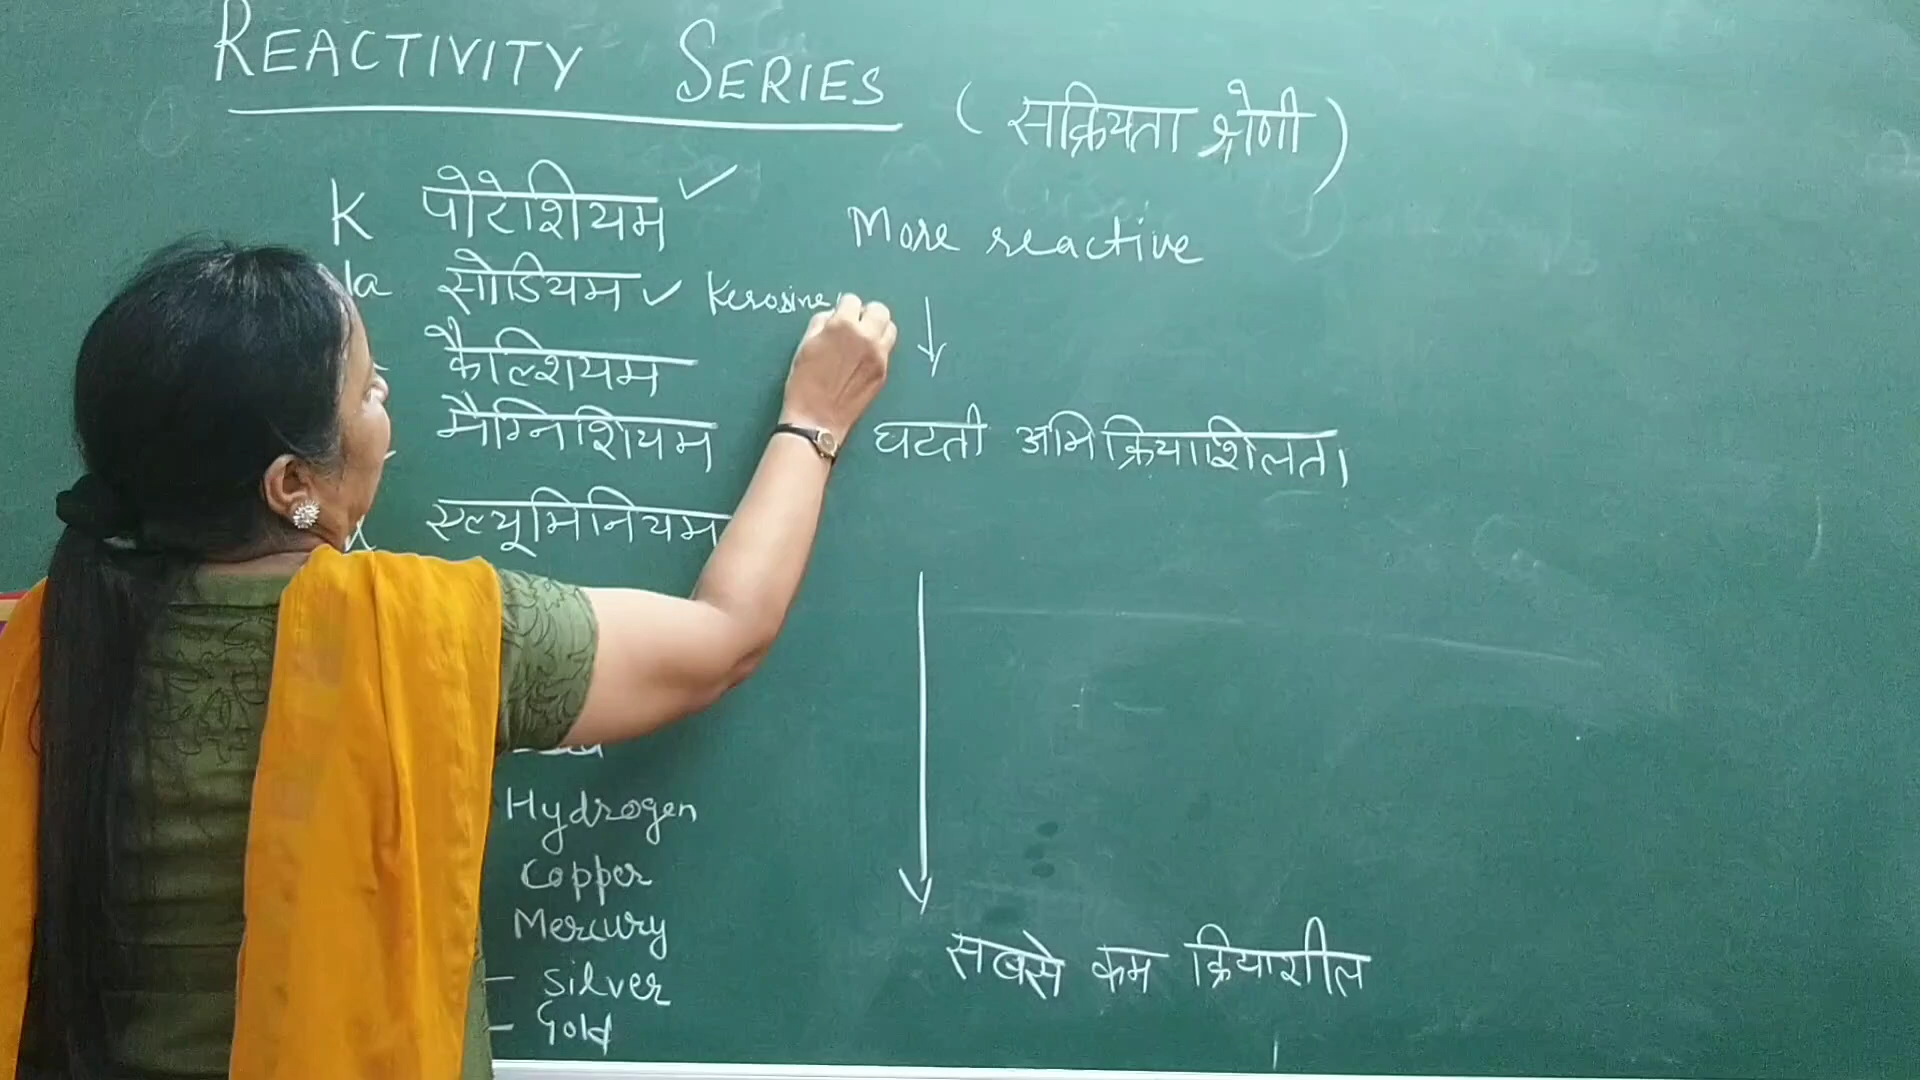 REACTIVITY SERIES (सक्रियता श्रेणी)
K पोटेशियम ✓
More reactive
सोडियम ✓ Kerosine
कैल्शियम
मैग्निशियम
घटती अभिक्रियाशिलता
एल्यूमिनियम
Hydrogen
Copper
Mercury
सबसे कम क्रियाशील
- Silver
- Gold